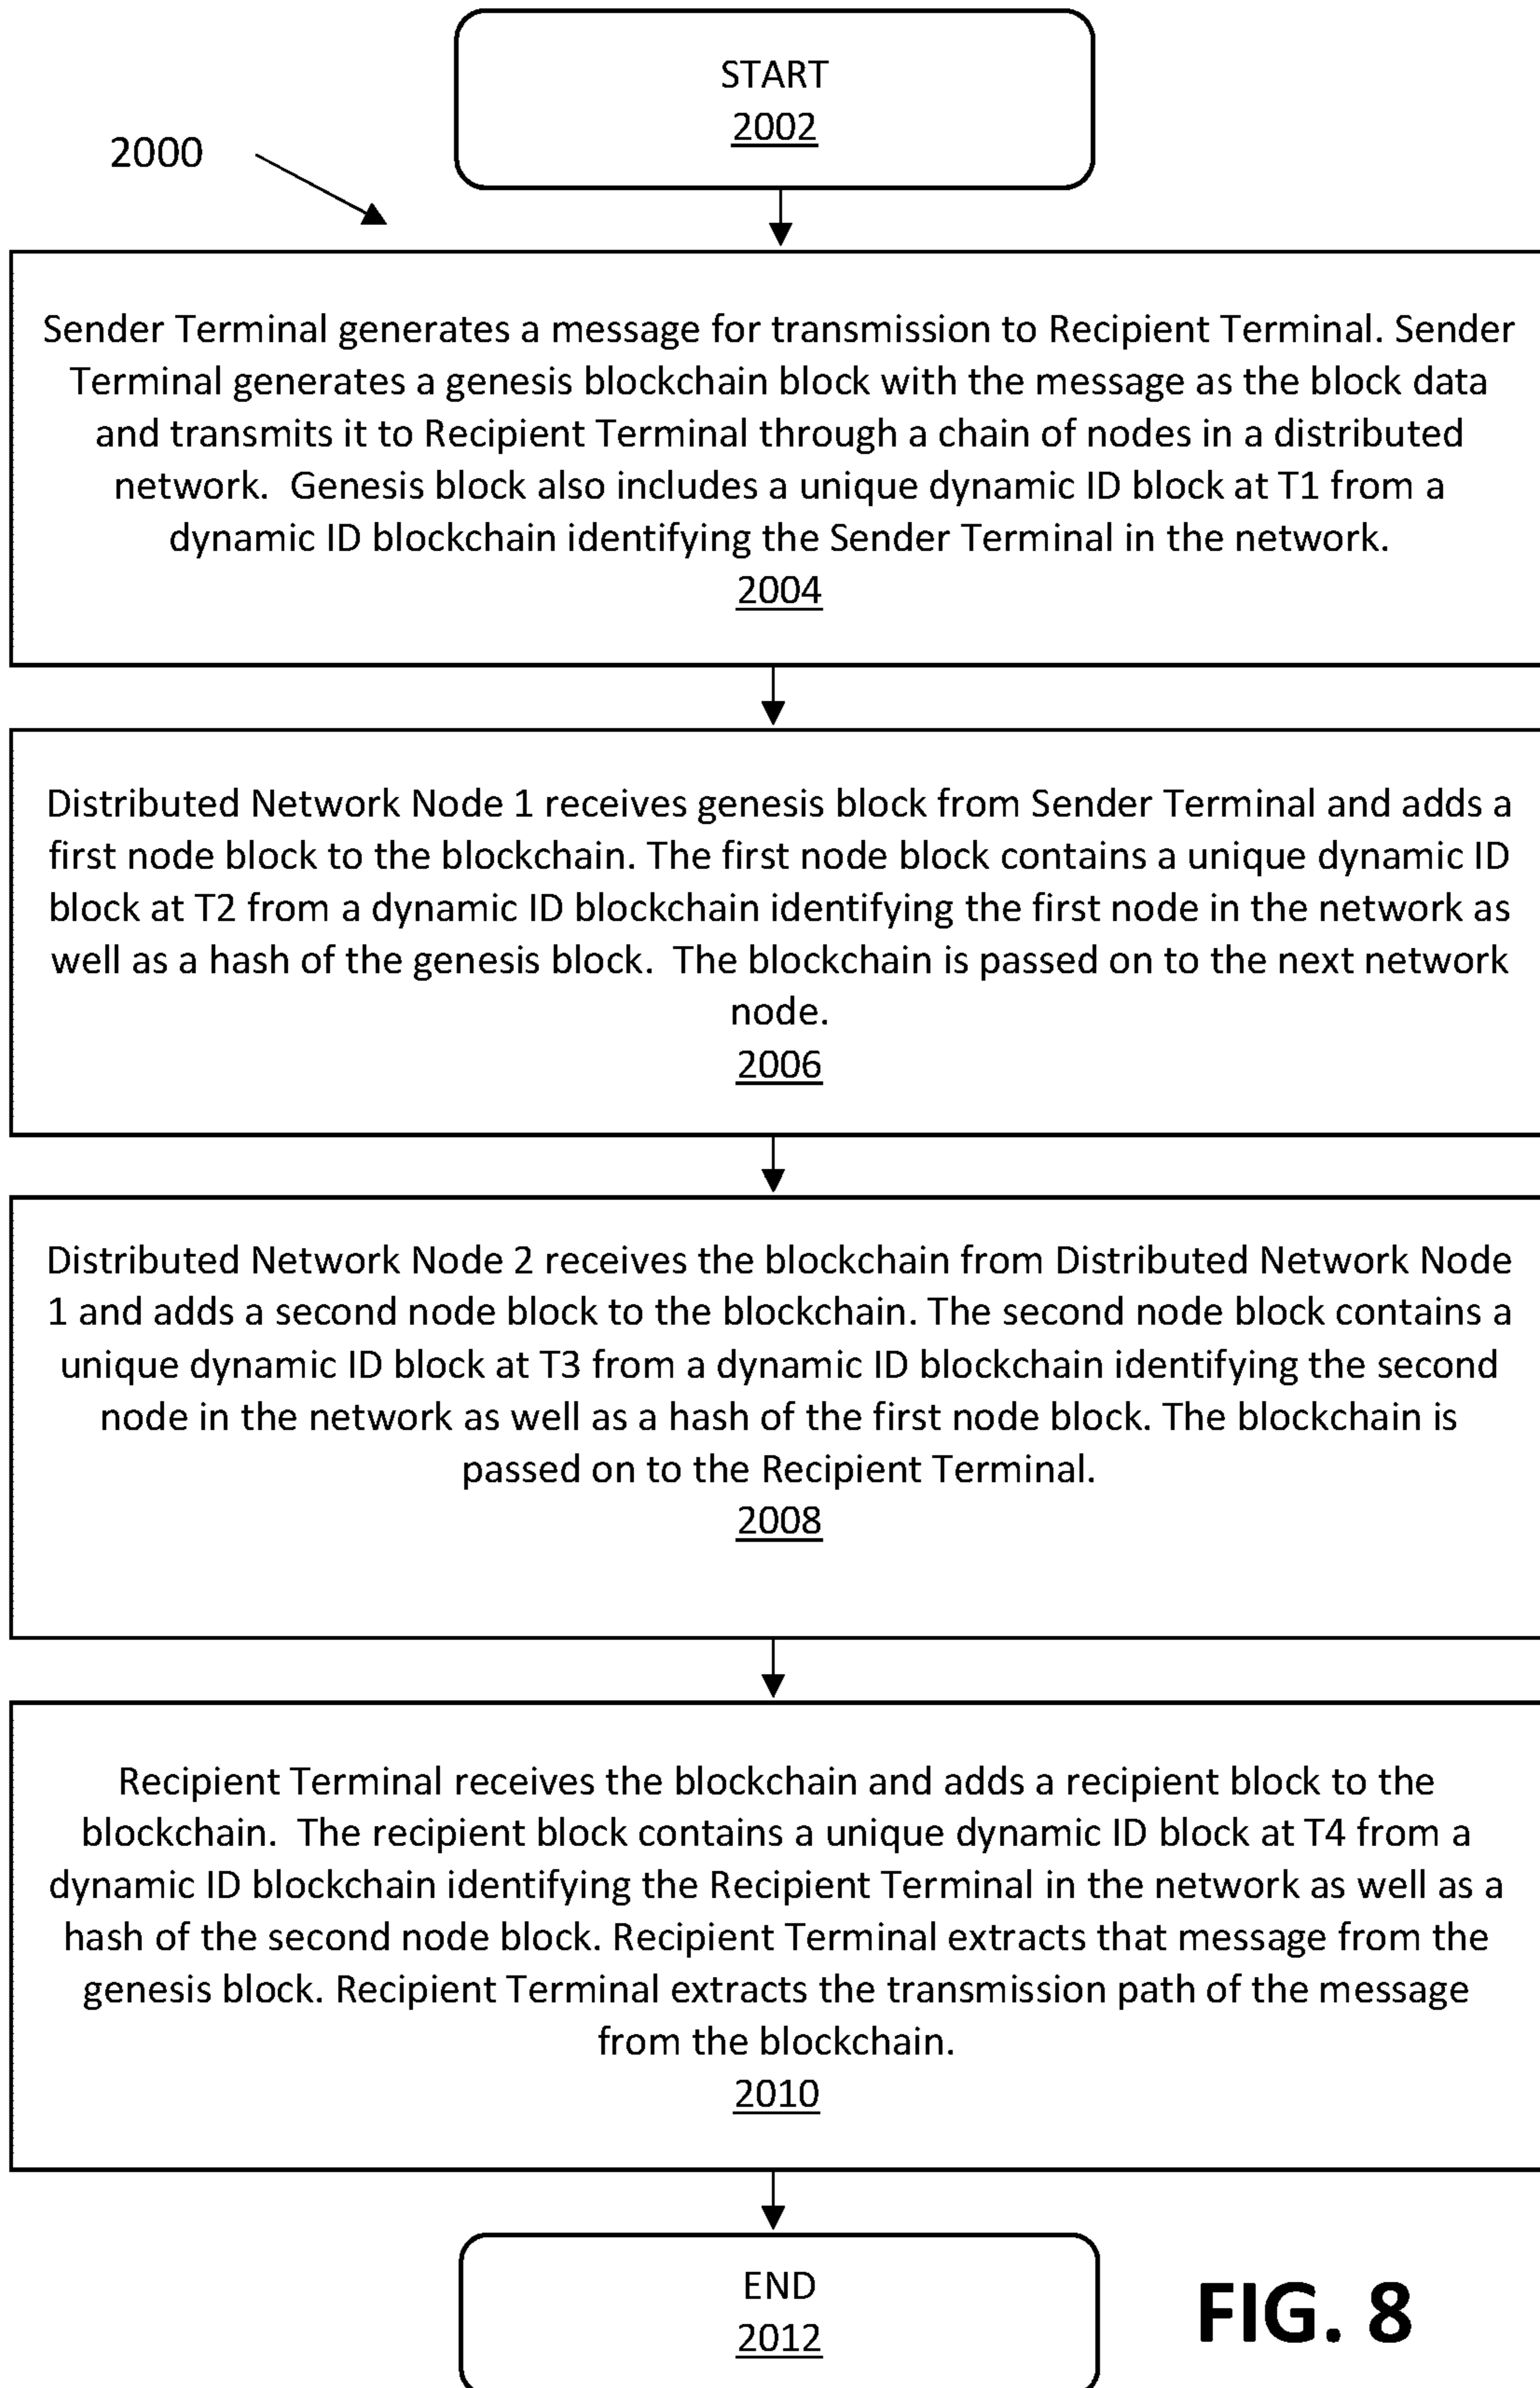 START
2002
2000
Sender Terminal generates a message for transmission to Recipient Terminal. Sender
Terminal generates a genesis blockchain block with the message as the block data
and transmits it to Recipient Terminal through a chain of nodes in a distributed
network.  Genesis block also includes a unique dynamic ID block at T1 from a
dynamic ID blockchain identifying the Sender Terminal in the network.
2004
Distributed Network Node 1 receives genesis block from Sender Terminal and adds a
first node block to the blockchain. The first node block contains a unique dynamic ID
block at T2 from a dynamic ID blockchain identifying the first node in the network as
well as a hash of the genesis block.  The blockchain is passed on to the next network
node.
2006
Distributed Network Node 2 receives the blockchain from Distributed Network Node
1 and adds a second node block to the blockchain. The second node block contains a
unique dynamic ID block at T3 from a dynamic ID blockchain identifying the second
node in the network as well as a hash of the first node block. The blockchain is
passed on to the Recipient Terminal.
2008
Recipient Terminal receives the blockchain and adds a recipient block to the
blockchain.  The recipient block contains a unique dynamic ID block at T4 from a
dynamic ID blockchain identifying the Recipient Terminal in the network as well as a
hash of the second node block. Recipient Terminal extracts that message from the
genesis block. Recipient Terminal extracts the transmission path of the message
from the blockchain.
2010
END
2012
FIG. 8